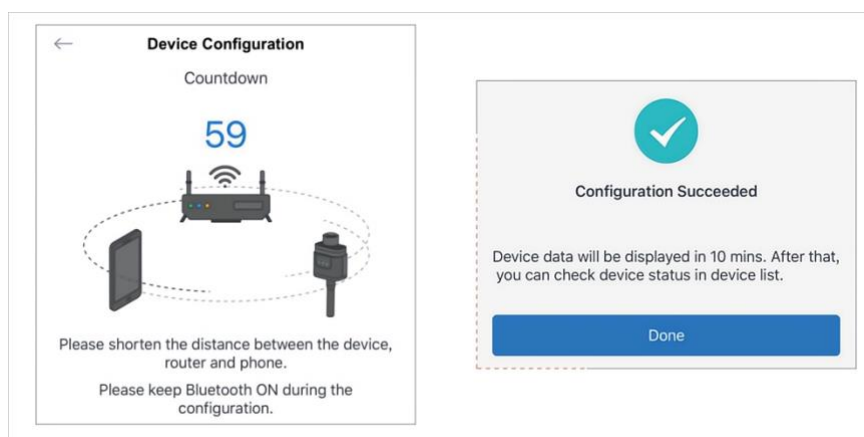 Device Configuration
Countdown
59
Please shorten the distance between the device,
router and phone.
Please keep Bluetooth ON during the
configuration.
Configuration Succeeded
Device data will be displayed in 10 mins. After that,
you can check device status in device list.
Done